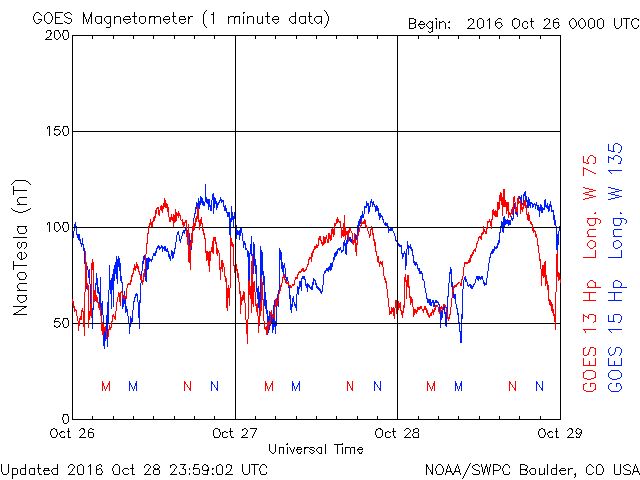 GOES Magnetometer (1 minute data)
Begin: 2016 Oct 26 0000 UTC
200
150
100
50
0
NanoTesla (nT)
M M N N M M N N M M N N
Oct 26 Oct 27 Oct 28 Oct 29
Universal Time
GOES 13 Hp Long. W 75
GOES 15 Hp Long. W 135
Updated 2016 Oct 28 23:59:02 UTC
NOAA/SWPC Boulder, CO USA